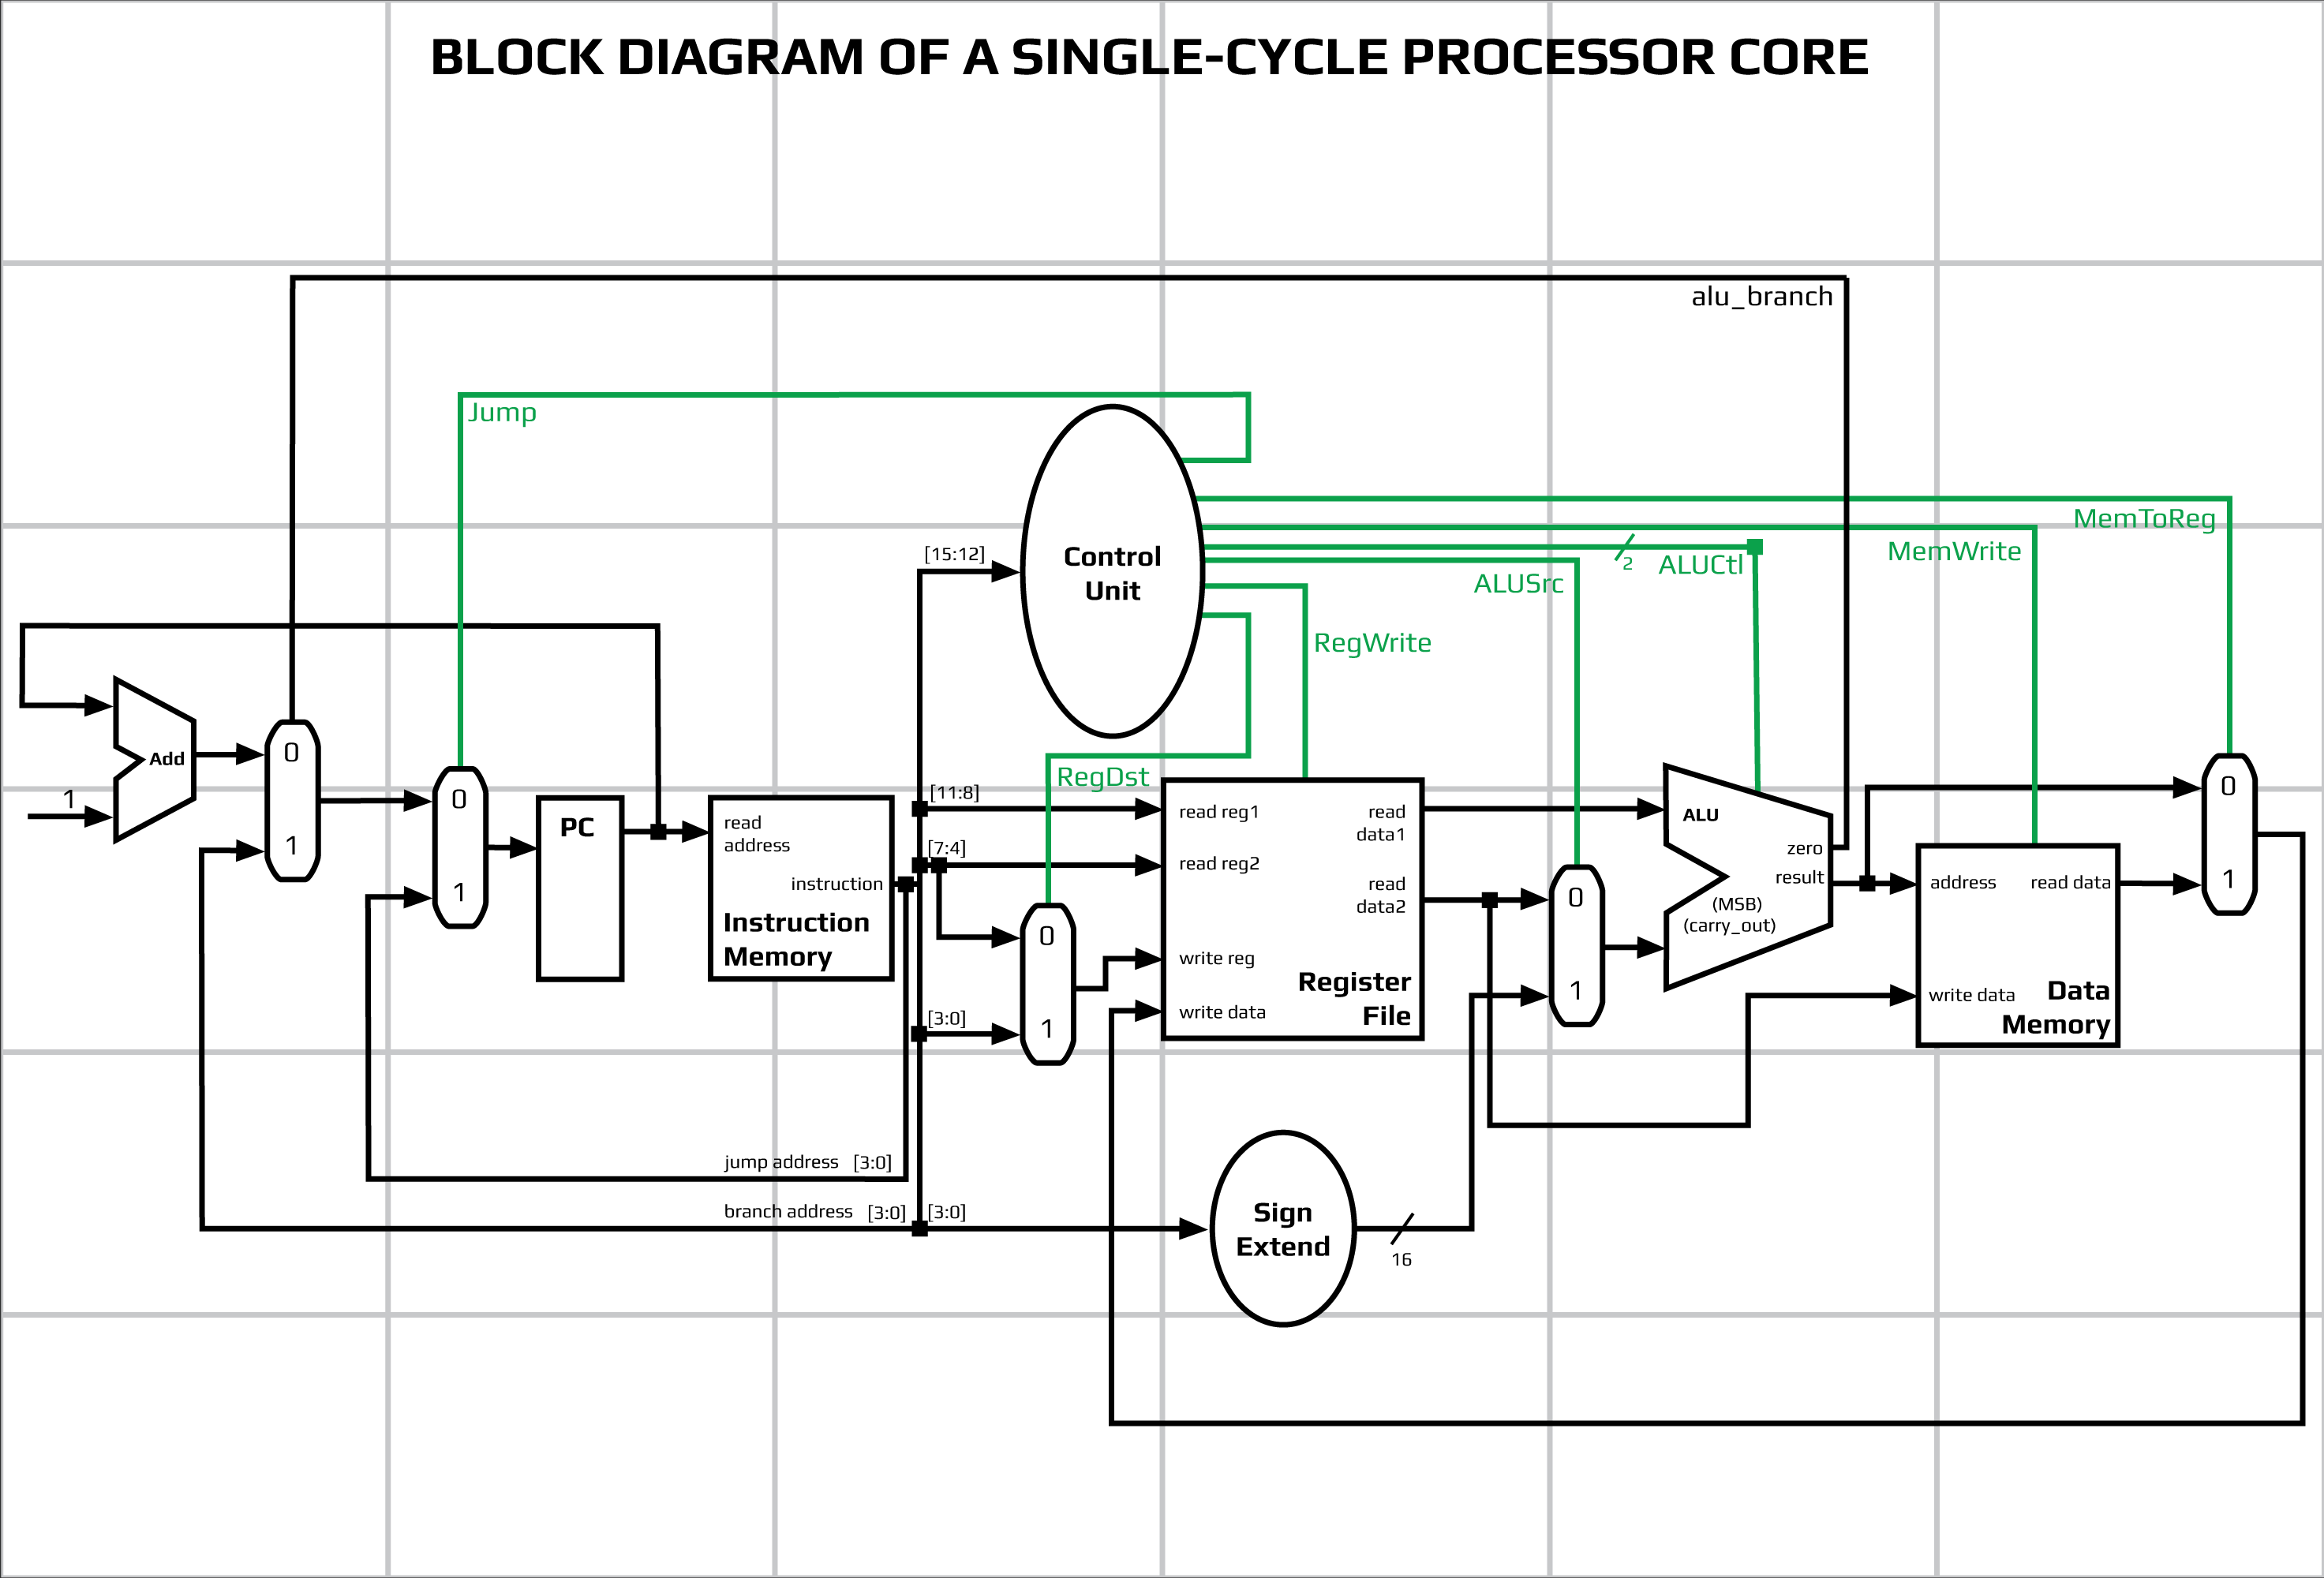 BLOCK DIAGRAM OF A SINGLE-CYCLE PROCESSOR CORE
alu_branch
Jump
MemToReg
[15:12]
Control
Unit
MemWrite
2
ALUCtl
ALUSrc
RegWrite
Add
0
1
1
RegDst
0
1
PC
read
address
instruction
Instruction
Memory
[11:8]
[7:4]
[3:0]
0
1
read reg1
read
data1
read reg2
read
data2
write reg
write data
Register
File
0
1
ALU
zero
result
(MSB)
(carry_out)
address
read data
write data
Data
Memory
0
1
jump address [3:0]
branch address [3:0]
[3:0]
Sign
Extend
16